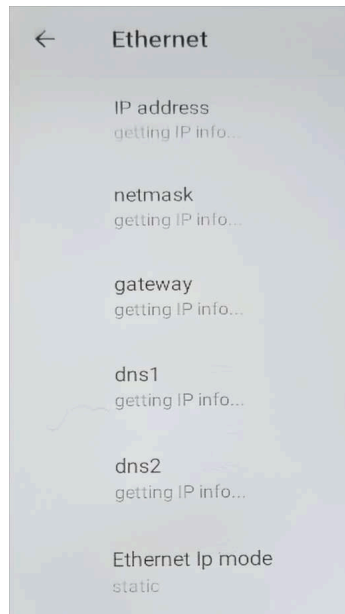 Ethernet
IP address
getting IP info...
netmask
getting IP info...
gateway
getting IP info...
dns1
getting IP info...
dns2
getting IP info...
Ethernet Ip mode
static